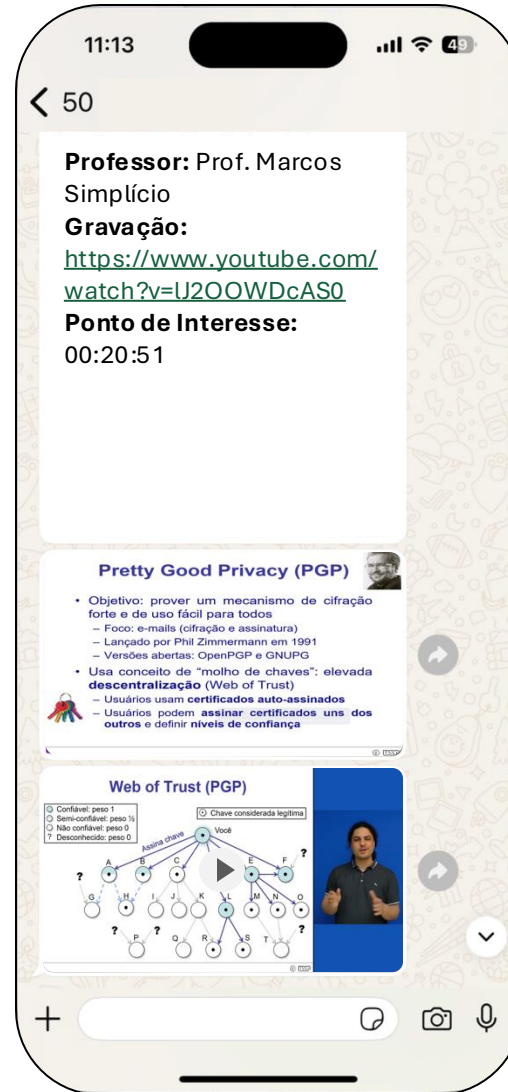 11:13
49
50
Professor: Prof. Marcos
Simplício
Gravação:
https://www.youtube.com/
watch?v=lJ2OOWDcAS0
Ponto de Interesse:
00:20:51
Pretty Good Privacy (PGP)
• Objetivo: prover um mecanismo de cifração
forte e de uso fácil para todos
– Foco: e-mails (cifração e assinatura)
– Lançado por Phil Zimmermann em 1991
– Versões abertas: OpenPGP e GNUPG
• Usa conceito de “molho de chaves”: elevada
descentralização (Web of Trust)
– Usuários usam certificados auto-assinados
– Usuários podem assinar certificados uns dos
outros e definir níveis de confiança
Web of Trust (PGP)
Confiável: peso 1
Semi-confiável: peso ½
Não confiável: peso 0
? Desconhecido: peso 0
Chave considerada legítima
Assina chave
Você
A B C E F
? ?
G H I J K L M N O
? ? ?
P Q R S T